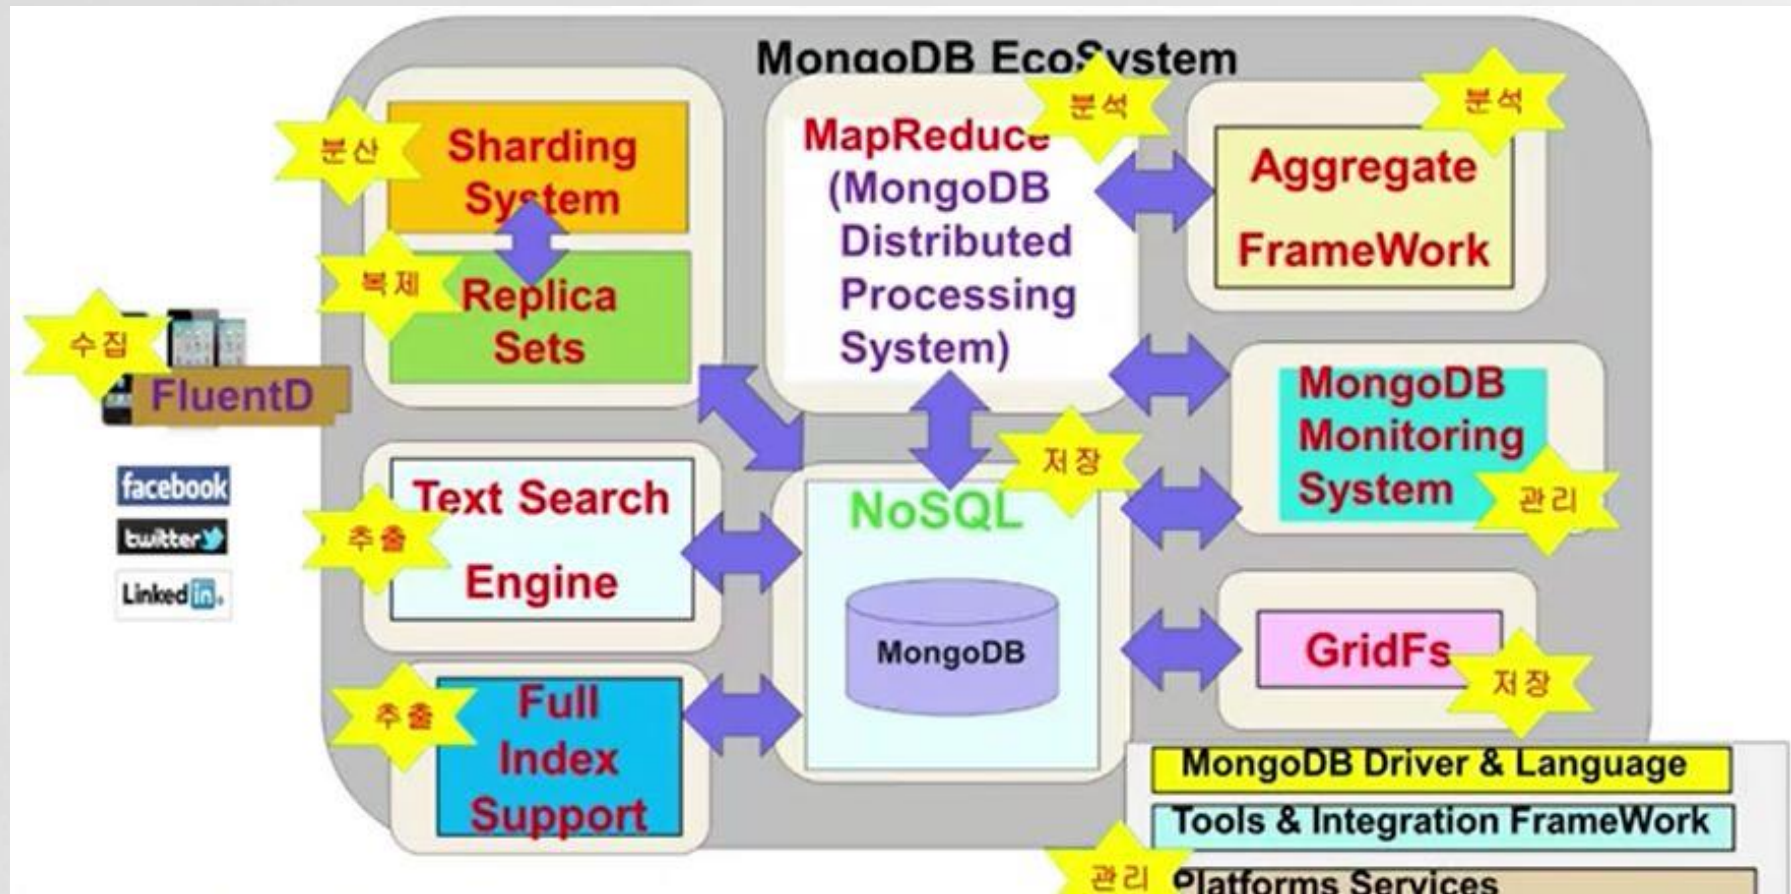 MongoDB EcoSystem
분산
Sharding
System
복제
Replica
Sets
분석
MapReduce
(MongoDB
Distributed
Processing
System)
분석
Aggregate
FrameWork
수집
FluentD
facebook
twitter
Linked in
추출
Text Search
Engine
저장
NoSQL
MongoDB
MongoDB
Monitoring
System
관리
GridFs
저장
추출
Full
Index
Support
MongoDB Driver & Language
Tools & Integration FrameWork
관리
Platforms Services